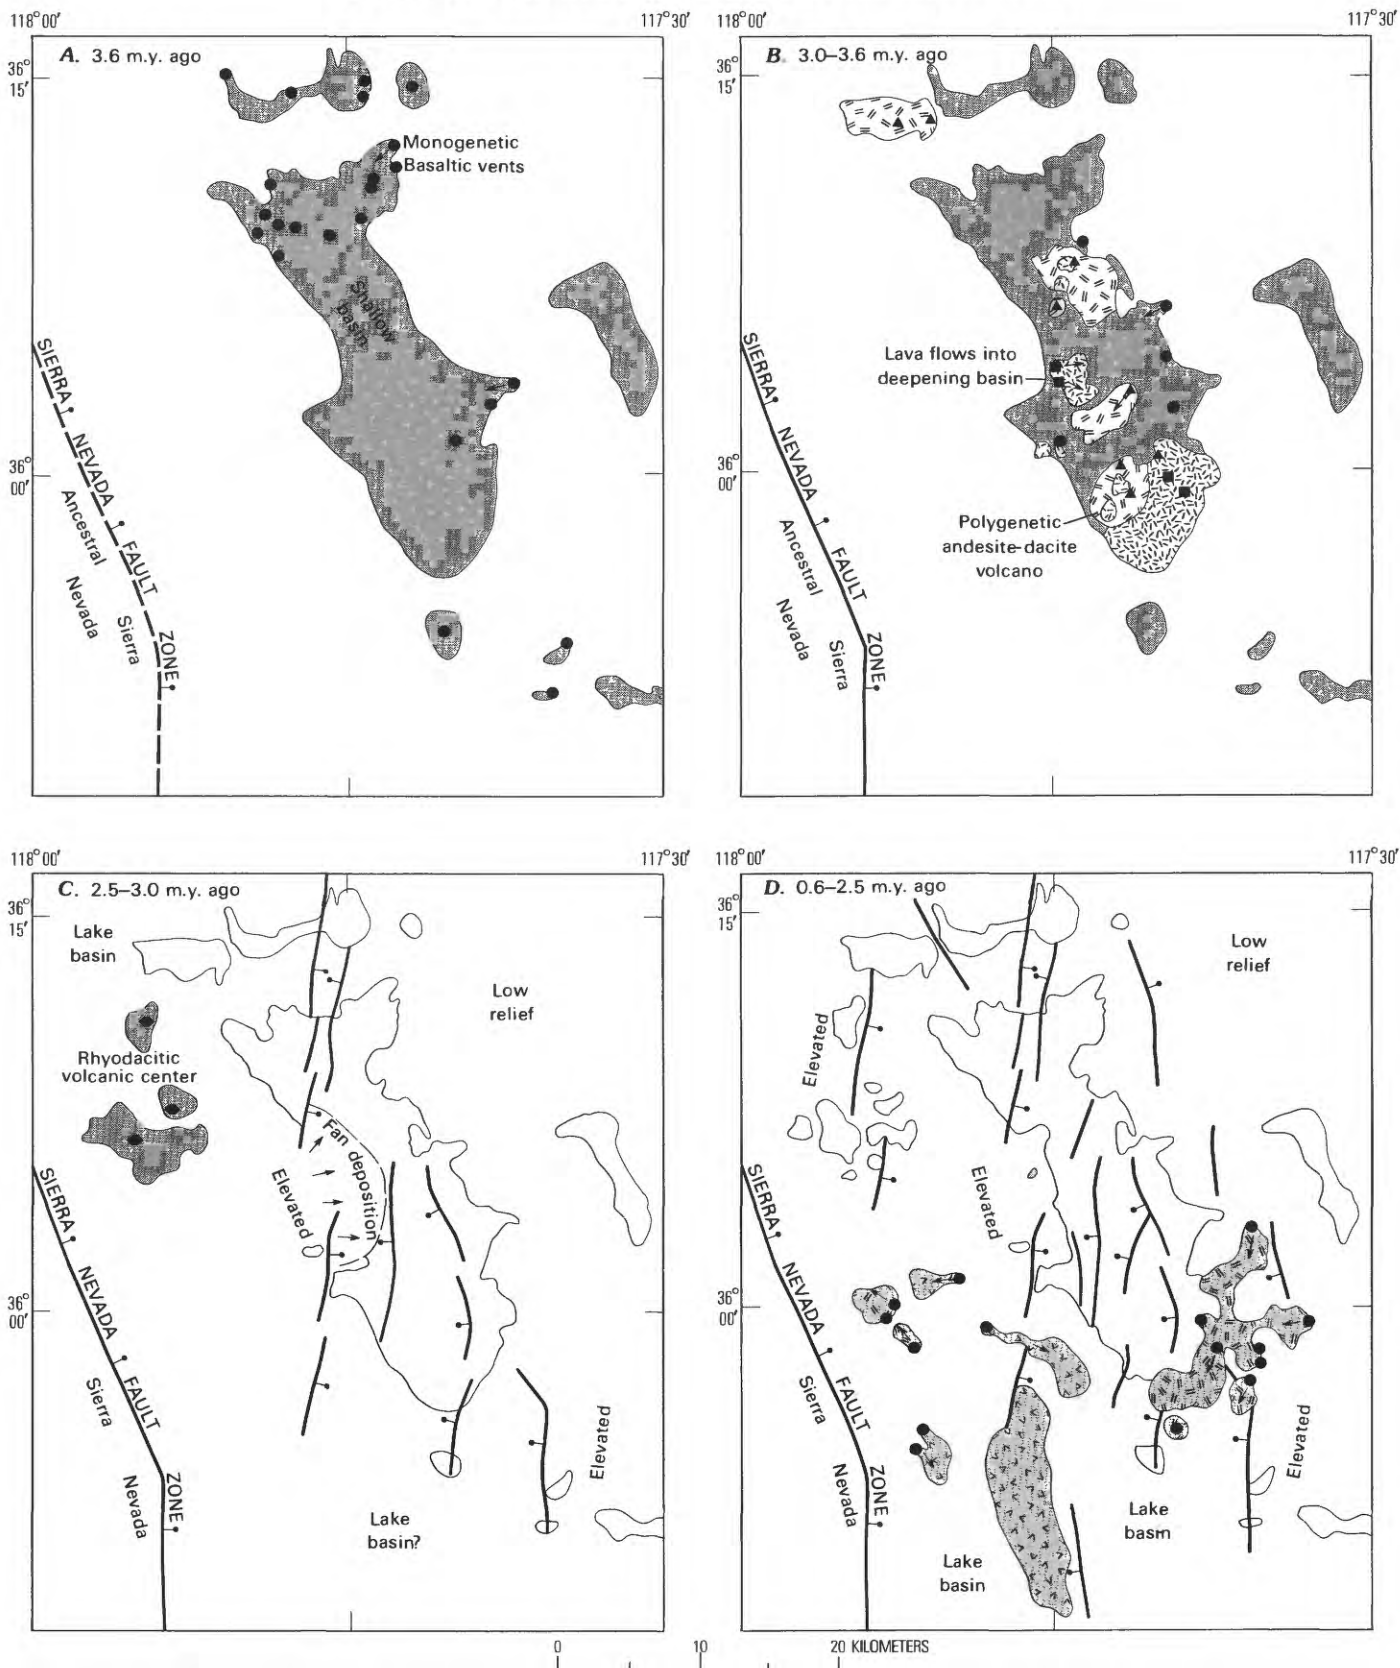 118°00'
117°30'
A. 3.6 m.y. ago
36°
15'
Monogenetic
Basaltic vents
Shallow
basin
SIERRA NEVADA FAULT ZONE
Ancestral
Sierra
Nevada
36°
00'
118°00'
117°30'
B. 3.0–3.6 m.y. ago
36°
15'
Lava flows into
deepening basin
SIERRA NEVADA FAULT ZONE
Ancestral
Sierra
Nevada
36°
00'
Polygenetic
andesite-dacite
volcano
118°00'
117°30'
C. 2.5–3.0 m.y. ago
36°
15'
Lake
basin
Low
relief
Rhyodacitic
volcanic center
Fan deposition
Elevated
SIERRA NEVADA FAULT ZONE
Sierra
Nevada
36°
00'
Elevated
Lake
basin?
118°00'
117°30'
D. 0.6–2.5 m.y. ago
36°
15'
Low
relief
Elevated
Elevated
SIERRA NEVADA FAULT ZONE
Sierra
Nevada
36°
00'
Elevated
Lake
basin
Lake
basin
0 10 20 KILOMETERS